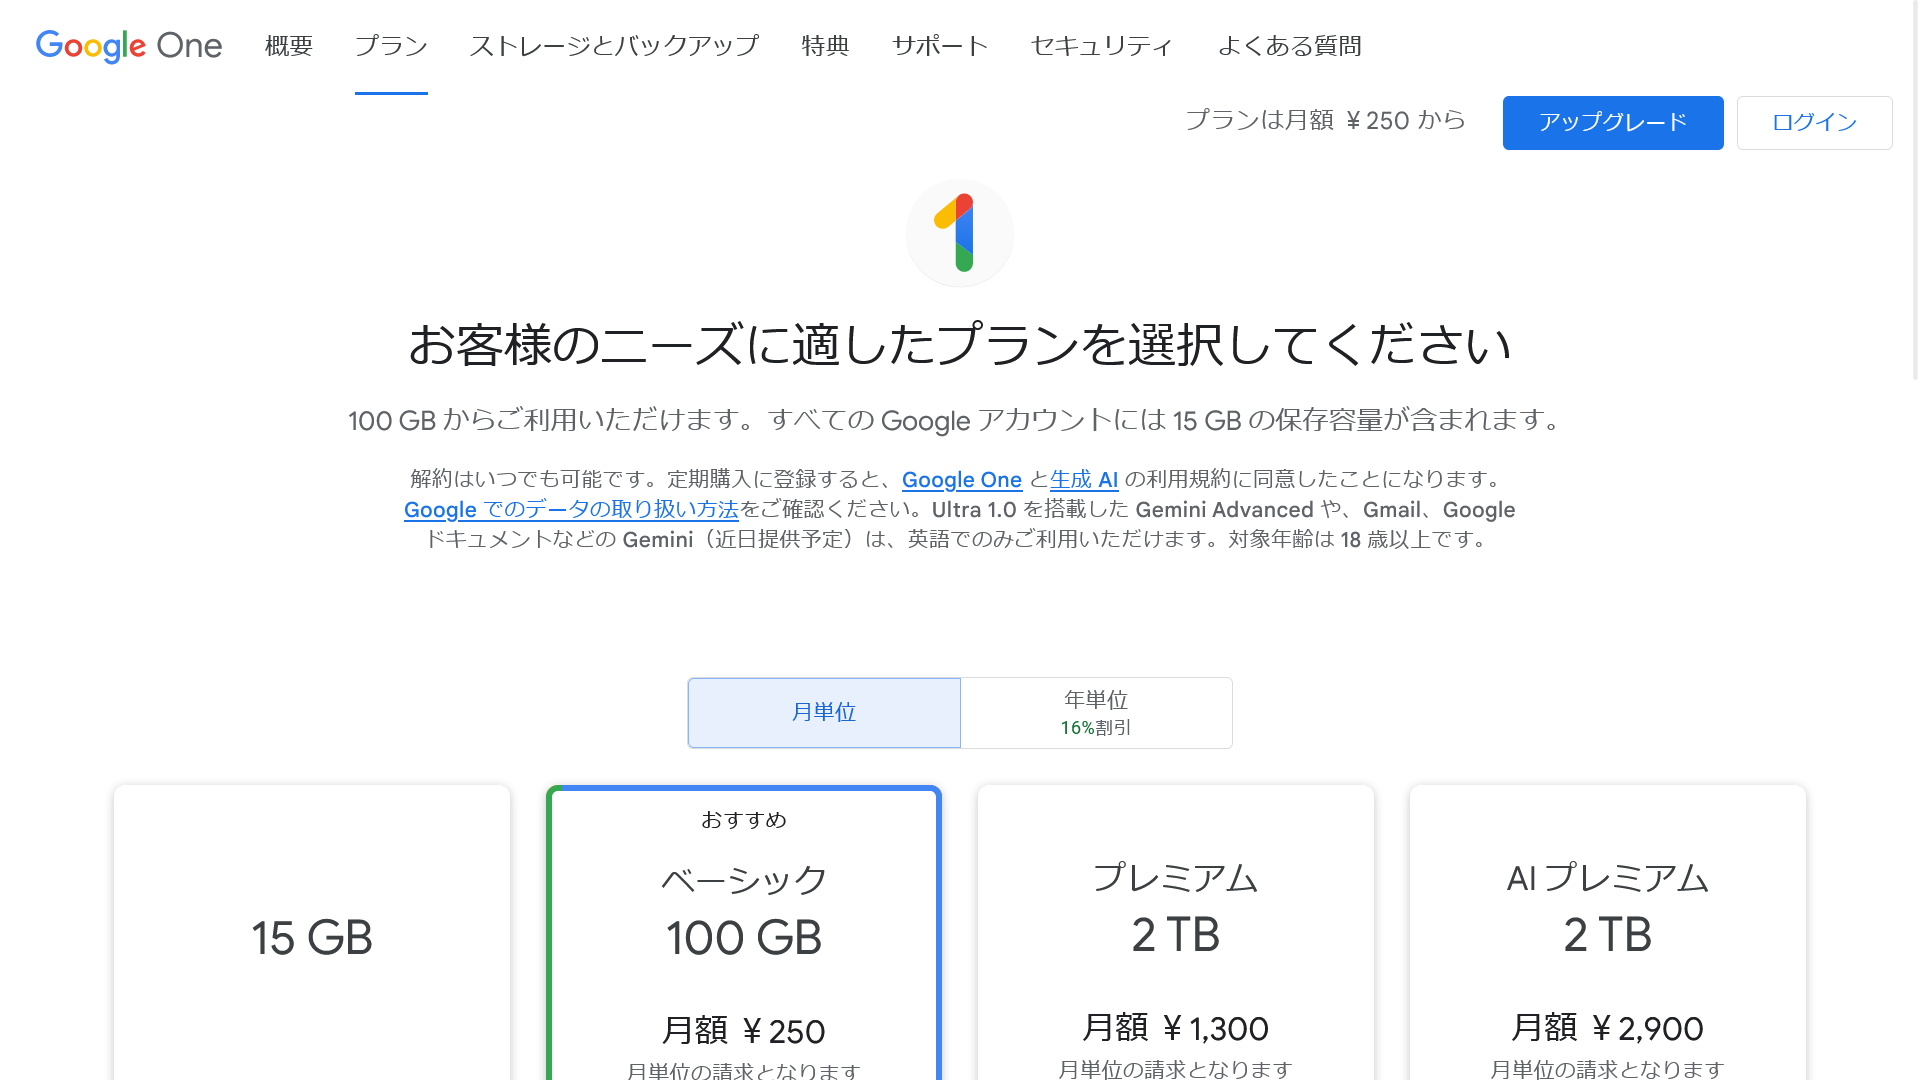 Google One
概要
プラン
ストレージとバックアップ
特典
サポート
セキュリティ
よくある質問
プランは月額 ¥250 から
アップグレード
ログイン
お客様のニーズに適したプランを選択してください
100 GB からご利用いただけます。すべての Google アカウントには 15 GB の保存容量が含まれます。
解約はいつでも可能です。定期購入に登録すると、Google One と生成 AI の利用規約に同意したことになります。
Google でのデータの取り扱い方法をご確認ください。Ultra 1.0 を搭載した Gemini Advanced や、Gmail、Google
ドキュメントなどの Gemini（近日提供予定）は、英語でのみご利用いただけます。対象年齢は 18 歳以上です。
月単位
年単位
16%割引
15 GB
おすすめ
ベーシック
100 GB
月額 ¥250
月単位の請求となります
プレミアム
2 TB
月額 ¥1,300
月単位の請求となります
AI プレミアム
2 TB
月額 ¥2,900
月単位の請求となります